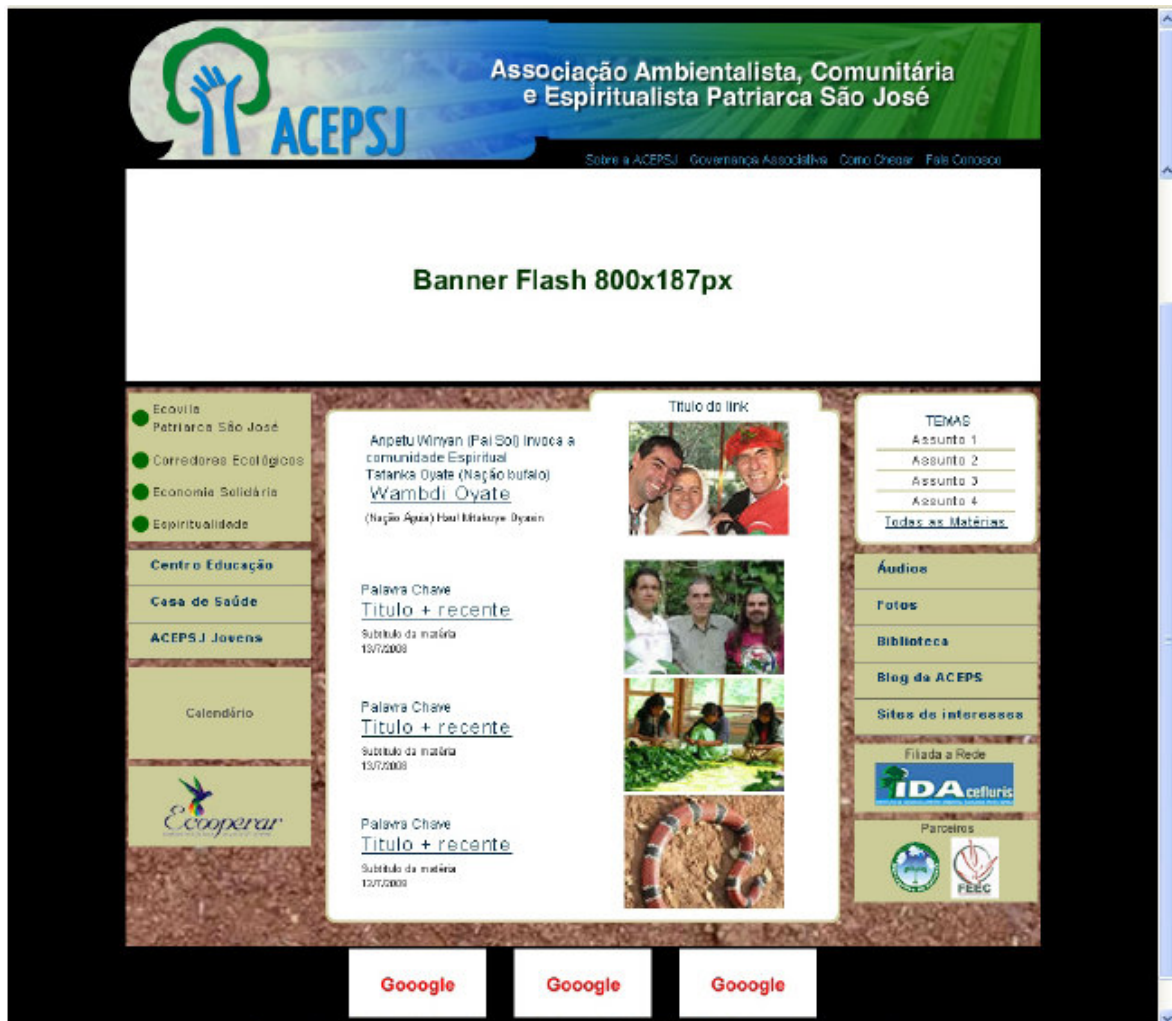 ACEPSJ
Associação Ambientalista, Comunitária
e Espiritualista Patriarca São José
Sobre a ACEPSJ Governança Associativa Como Chegar Fale Conosco
Banner Flash 800x187px
Ecovila
Patriarca São José
Corredores Ecológicos
Economia Solidária
Espiritualidade
Centro Educação
Casa de Saúde
ACEPSJ Jovens
Calendário
Ecooperar
Titulo do link
Anpetu Winyan (Pai Sol) Invoca a
comunidade Espiritual
Tatanka Oyate (Nação bufalo)
Wambdi Oyate
(Nação Águia) Hau! Mitakuye Oyasin
Palavra Chave
Titulo + recente
Subtitulo da matéria
13/7/2008
Palavra Chave
Titulo + recente
Subtitulo da matéria
13/7/2008
Palavra Chave
Titulo + recente
Subtitulo da matéria
13/7/2008
TEMAS
Assunto 1
Assunto 2
Assunto 3
Assunto 4
Todas as Matérias
Áudios
Fotos
Biblioteca
Blog da ACEPS
Sites de interesses
Filiada a Rede
IDA cefluris
Parceiros
FEEC
Gooogle
Gooogle
Gooogle